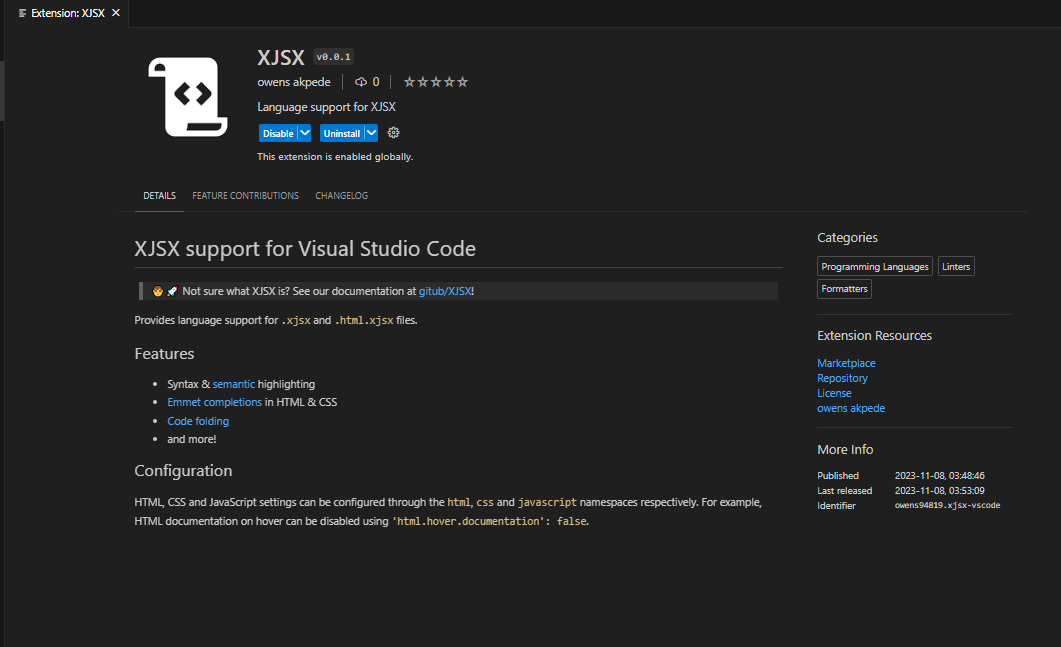 Extension: XJSX
XJSX v0.0.1
owens akpede 0
Language support for XJSX
Disable Uninstall
This extension is enabled globally.
DETAILS FEATURE CONTRIBUTIONS CHANGELOG
XJSX support for Visual Studio Code
Not sure what XJSX is? See our documentation at gitub/XJSX!
Provides language support for .xjsx and .html.xjsx files.
Features
Syntax & semantic highlighting
Emmet completions in HTML & CSS
Code folding
and more!
Configuration
HTML, CSS and JavaScript settings can be configured through the html, css and javascript namespaces respectively. For example,
HTML documentation on hover can be disabled using 'html.hover.documentation': false.
Categories
Programming Languages Linters
Formatters
Extension Resources
Marketplace
Repository
License
owens akpede
More Info
Published 2023-11-08, 03:48:46
Last released 2023-11-08, 03:53:09
Identifier owens94819.xjsx-vscode